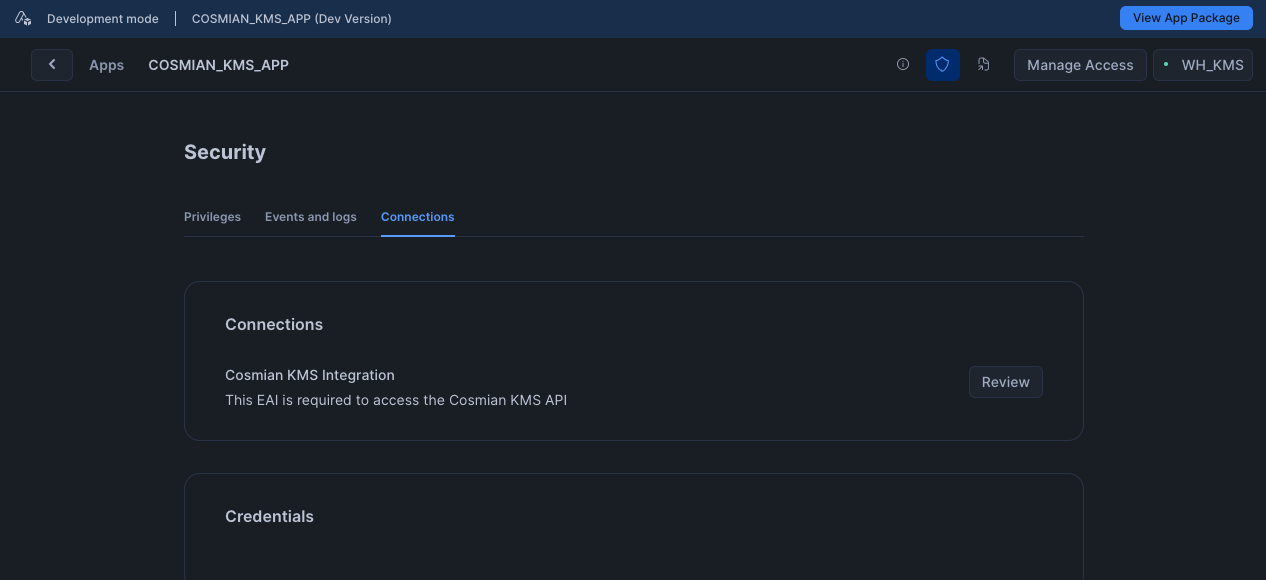 Development mode
COSMIAN_KMS_APP (Dev Version)
View App Package
Apps
COSMIAN_KMS_APP
Manage Access
WH_KMS
Security
Privileges
Events and logs
Connections
Connections
Cosmian KMS Integration
This EAI is required to access the Cosmian KMS API
Review
Credentials